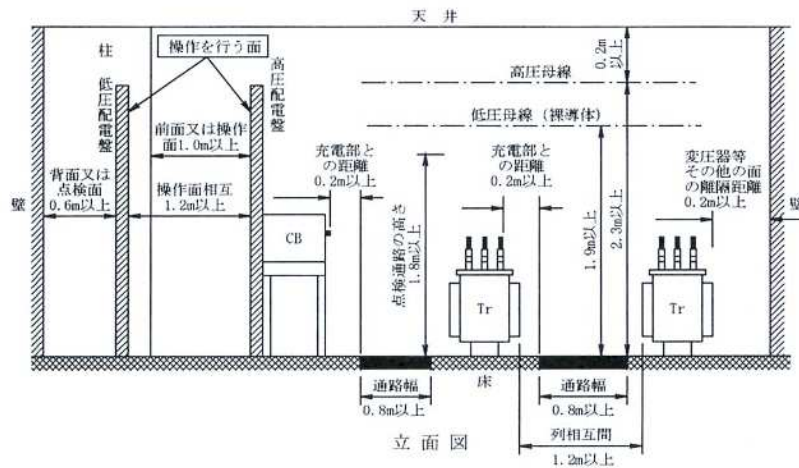 天井
柱
操作を行う面
低圧配電盤
高圧配電盤
0.2m
以上
高圧母線
低圧母線 (裸導体)
前面又は操作
面1.0m以上
充電部と
の距離
0.2m以上
充電部と
の距離
0.2m以上
変圧器等
その他の面
の離隔距離
0.2m以上
背面又は
点検面
0.6m以上
操作面相互
1.2m以上
壁
壁
点検通路の高さ
1.8m以上
1.9m以上
2.3m以上
CB
Tr
Tr
床
通路幅
0.8m以上
通路幅
0.8m以上
列相互間
1.2m以上
立面図